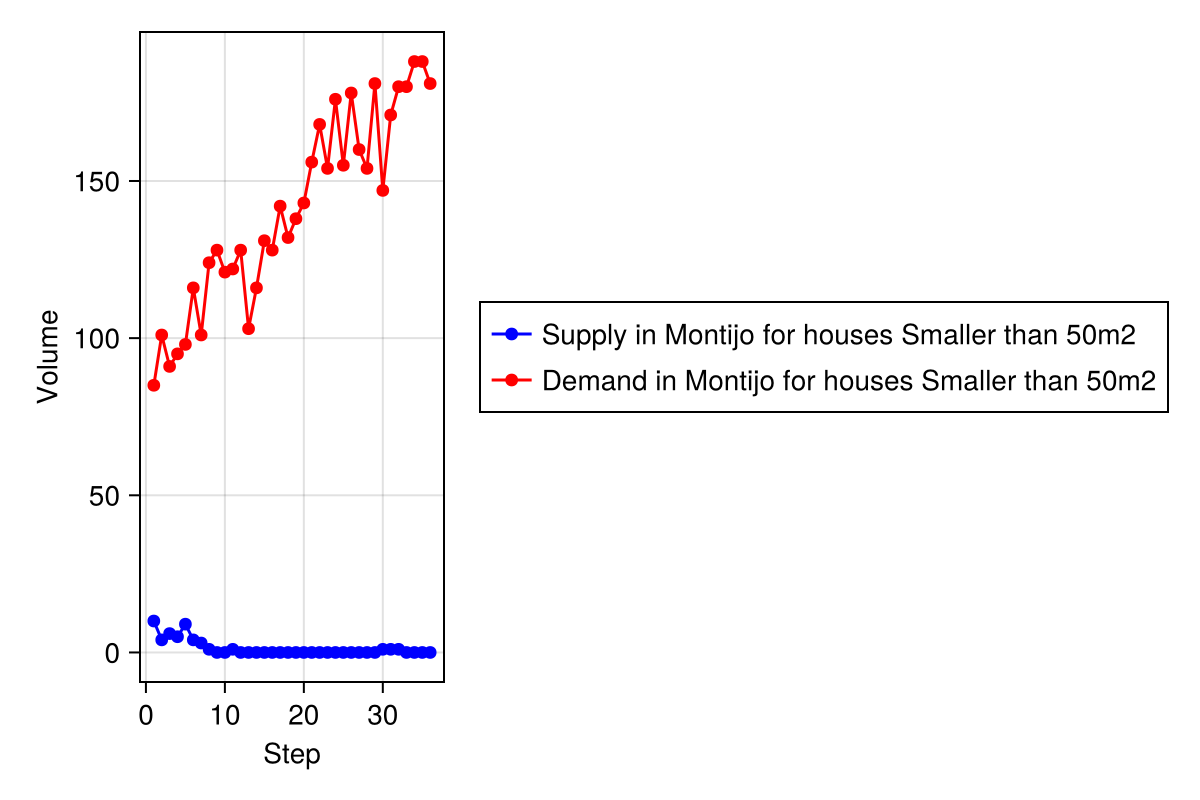 150
100
50
0
Volume
0 10 20 30
Step
Supply in Montijo for houses Smaller than 50m2
Demand in Montijo for houses Smaller than 50m2